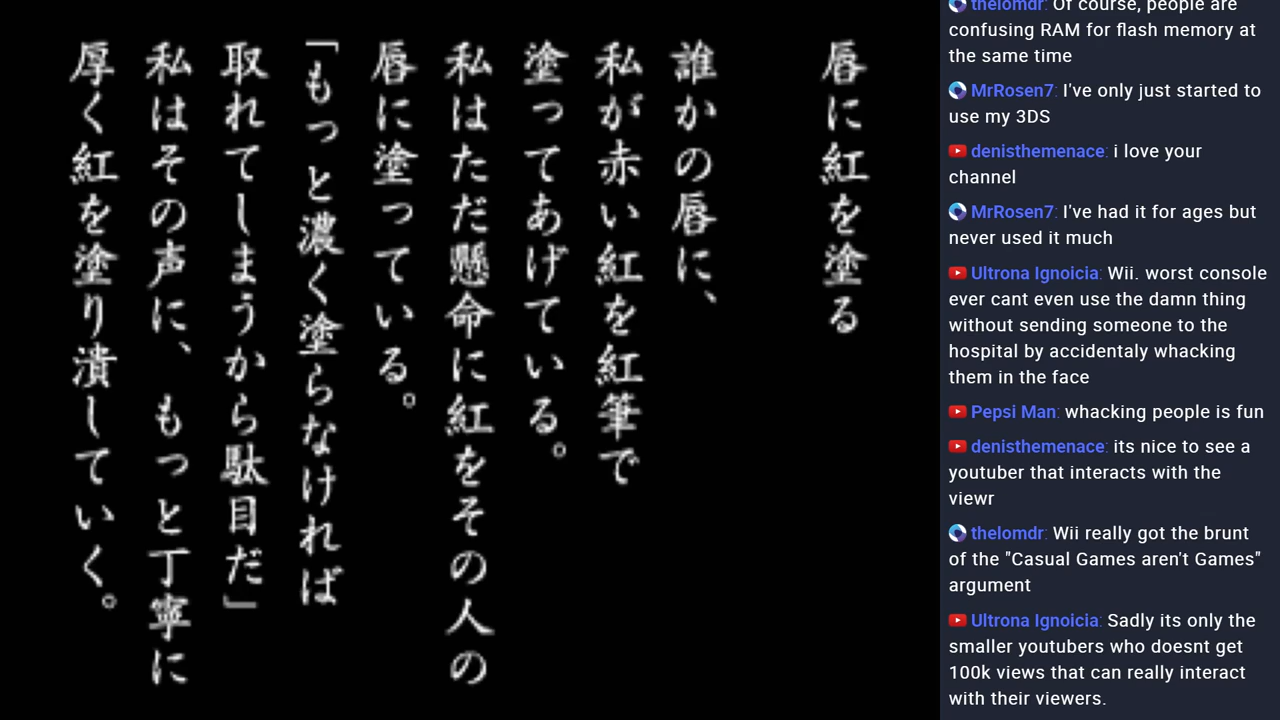 唇に紅を塗る
誰かの唇に、
私が赤い紅を紅筆で
塗ってあげている。
私はただ懸命に紅をその人の
唇に塗っている。
「もっと濃く塗らなければ
取れてしまうから駄目だ」
私はその声に、もっと丁寧に
厚く紅を塗り潰していく。
thelomdr: Of course, people are
confusing RAM for flash memory at
the same time
MrRosen7: I've only just started to
use my 3DS
denisthemenace: i love your
channel
MrRosen7: I've had it for ages but
never used it much
Ultrona Ignoicia: Wii. worst console
ever cant even use the damn thing
without sending someone to the
hospital by accidentaly whacking
them in the face
Pepsi Man: whacking people is fun
denisthemenace: its nice to see a
youtuber that interacts with the
viewr
thelomdr: Wii really got the brunt
of the "Casual Games aren't Games"
argument
Ultrona Ignoicia: Sadly its only the
smaller youtubers who doesnt get
100k views that can really interact
with their viewers.